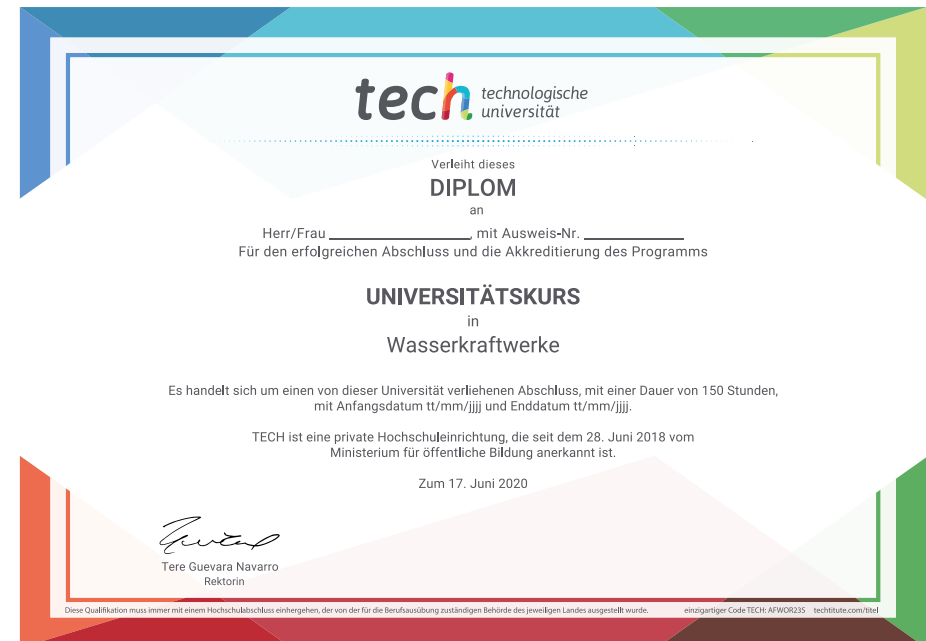 tech technologische
universität
Verleiht dieses
DIPLOM
an
Herr/Frau ____________________, mit Ausweis-Nr. ______________
Für den erfolgreichen Abschluss und die Akkreditierung des Programms
UNIVERSITÄTSKURS
in
Wasserkraftwerke
Es handelt sich um einen von dieser Universität verliehenen Abschluss, mit einer Dauer von 150 Stunden,
mit Anfangsdatum tt/mm/jjjj und Enddatum tt/mm/jjjj.
TECH ist eine private Hochschuleinrichtung, die seit dem 28. Juni 2018 vom
Ministerium für öffentliche Bildung anerkannt ist.
Zum 17. Juni 2020
Tere Guevara Navarro
Rektorin
Diese Qualifikation muss immer mit einem Hochschulabschluss einhergehen, der von der für die Berufsausübung zuständigen Behörde des jeweiligen Landes ausgestellt wurde. einzigartiger Code TECH: AFWOR23S techtitute.com/titel